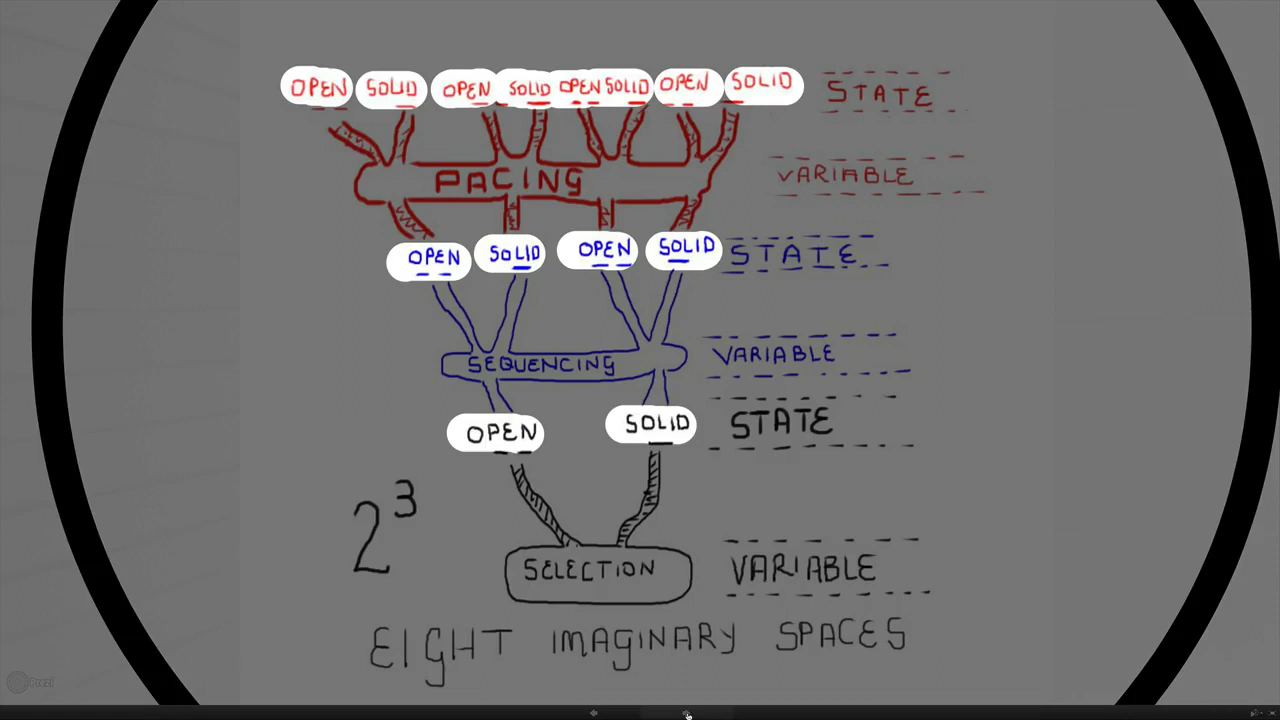 OPEN SOLID OPEN SOLID OPEN SOLID OPEN SOLID STATE
PACING VARIABLE
OPEN SOLID OPEN SOLID STATE
SEQUENCING VARIABLE
OPEN SOLID STATE
2³
SELECTION VARIABLE
EIGHT IMAGINARY SPACES
Prezi